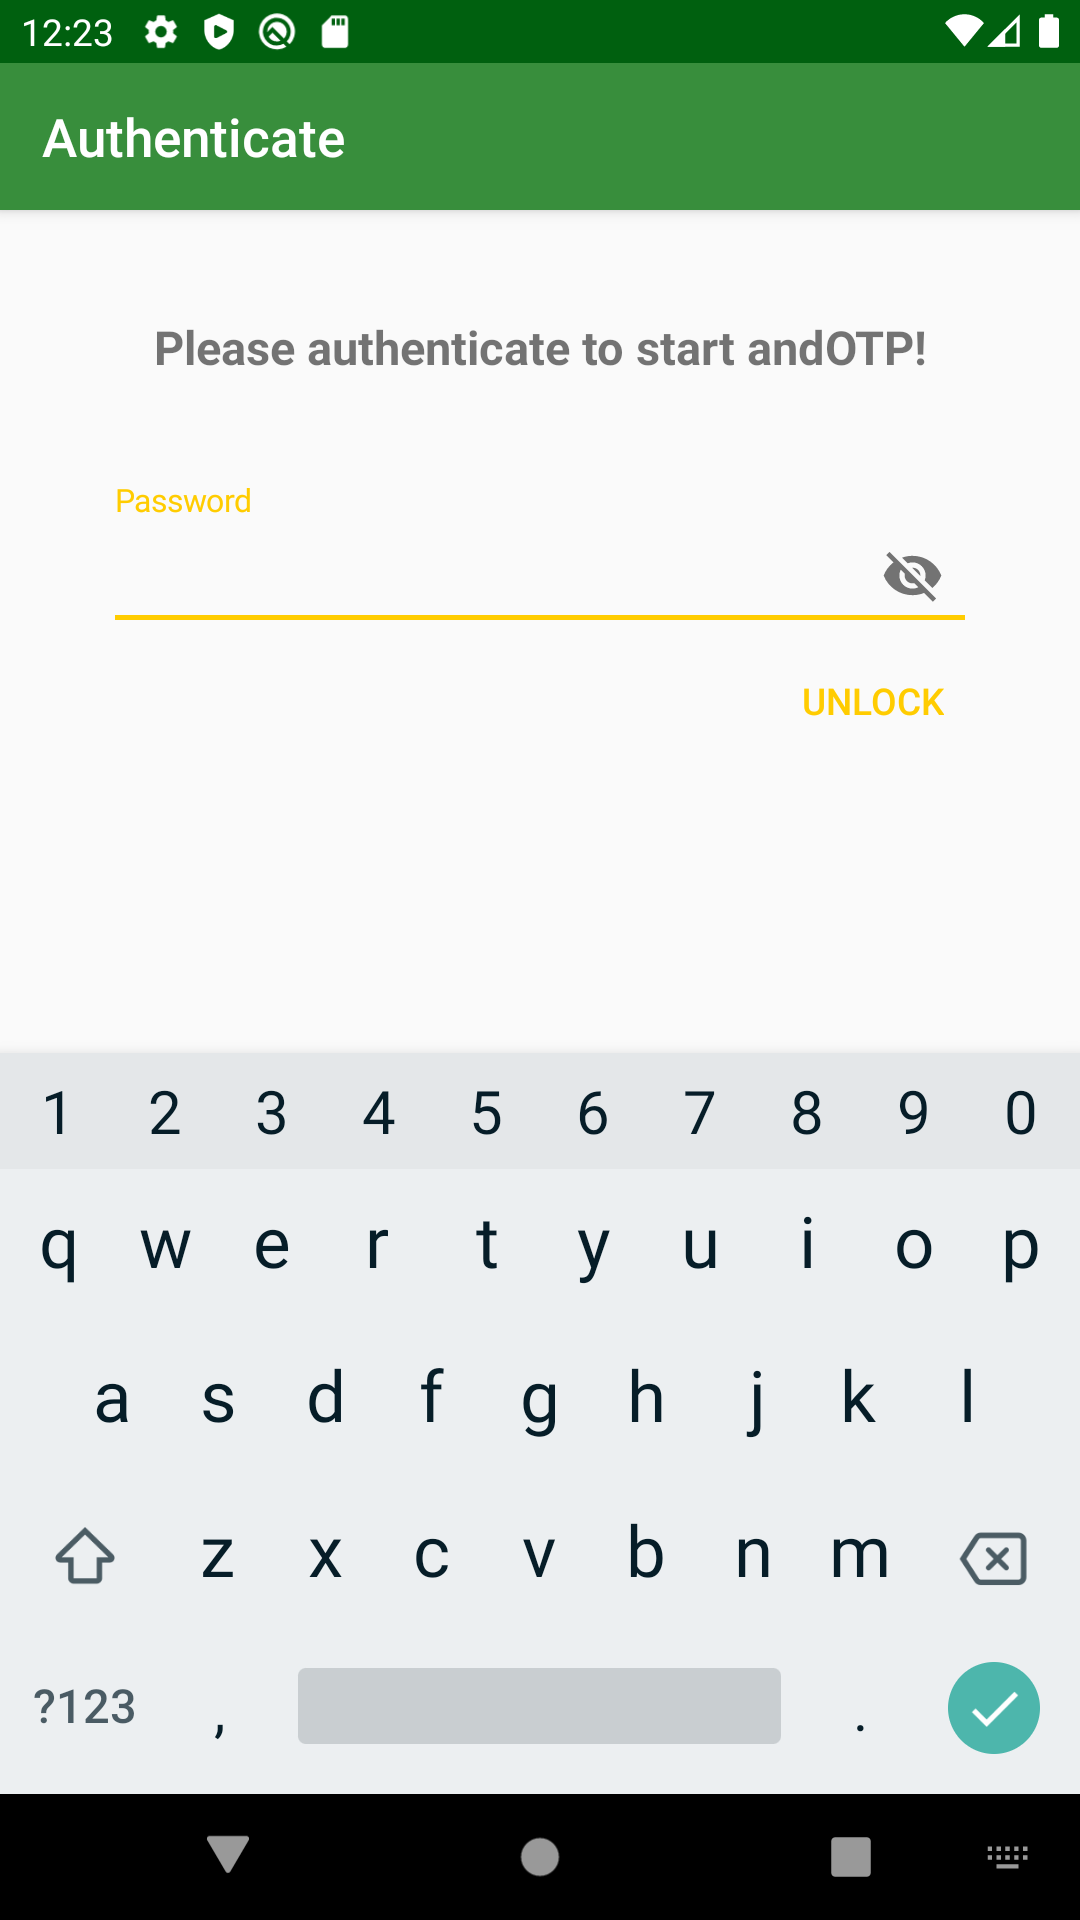 12:23
Authenticate
Please authenticate to start andOTP!
Password
UNLOCK
1 2 3 4 5 6 7 8 9 0
q w e r t y u i o p
a s d f g h j k l
z x c v b n m
?123 , .